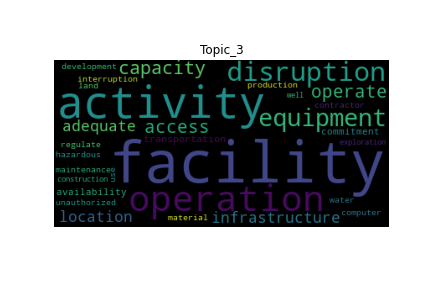 Topic_3
development
capacity
disruption
interruption
production
land
well
operate
activity
equipment
contractor
adequate
access
commitment
transportation
exploration
regulate
facility
hazardous
maintenance
construction
use
availability
operation
unauthorized
water
location
material
infrastructure
computer